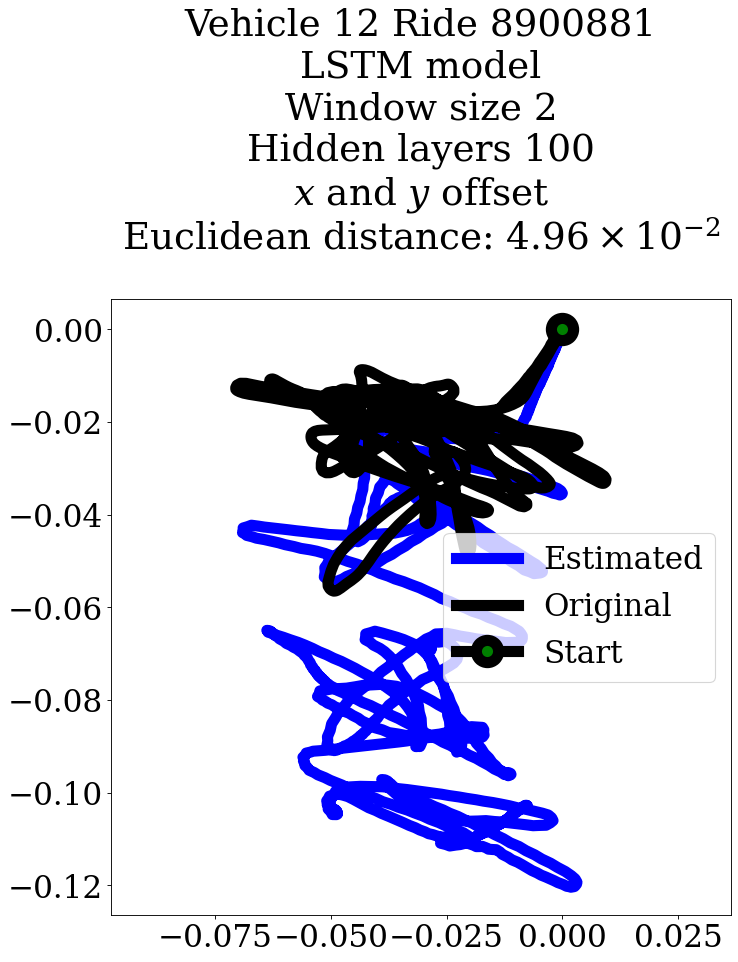 Vehicle 12 Ride 8900881
LSTM model
Window size 2
Hidden layers 100
x and y offset
Euclidean distance: 4.96 × 10⁻²
0.00
−0.02
−0.04
−0.06
−0.08
−0.10
−0.12
Estimated
Original
Start
−0.075 −0.050 −0.025 0.000 0.025